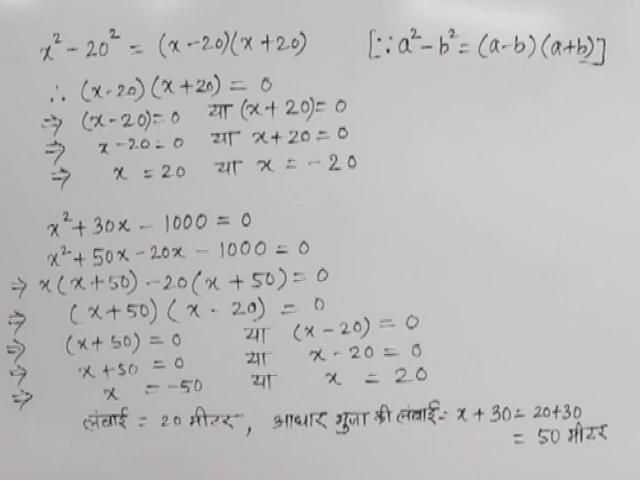 x² - 20² = (x-20)(x+20) [∵ a² - b² = (a-b)(a+b)]
∴ (x-20)(x+20) = 0
⇒ (x-20)=0 या (x+20)=0
⇒ x-20=0 या x+20=0
⇒ x = 20 या x = -20
x² + 30x - 1000 = 0
x² + 50x - 20x - 1000 = 0
⇒ x(x+50) - 20(x+50) = 0
⇒ (x+50)(x-20) = 0
⇒ (x+50) = 0 या (x-20) = 0
⇒ x+50 = 0 या x-20 = 0
⇒ x = -50 या x = 20
लंबाई = 20 मीटर, आधार भुजा की लंबाई = x + 30 = 20+30
= 50 मीटर